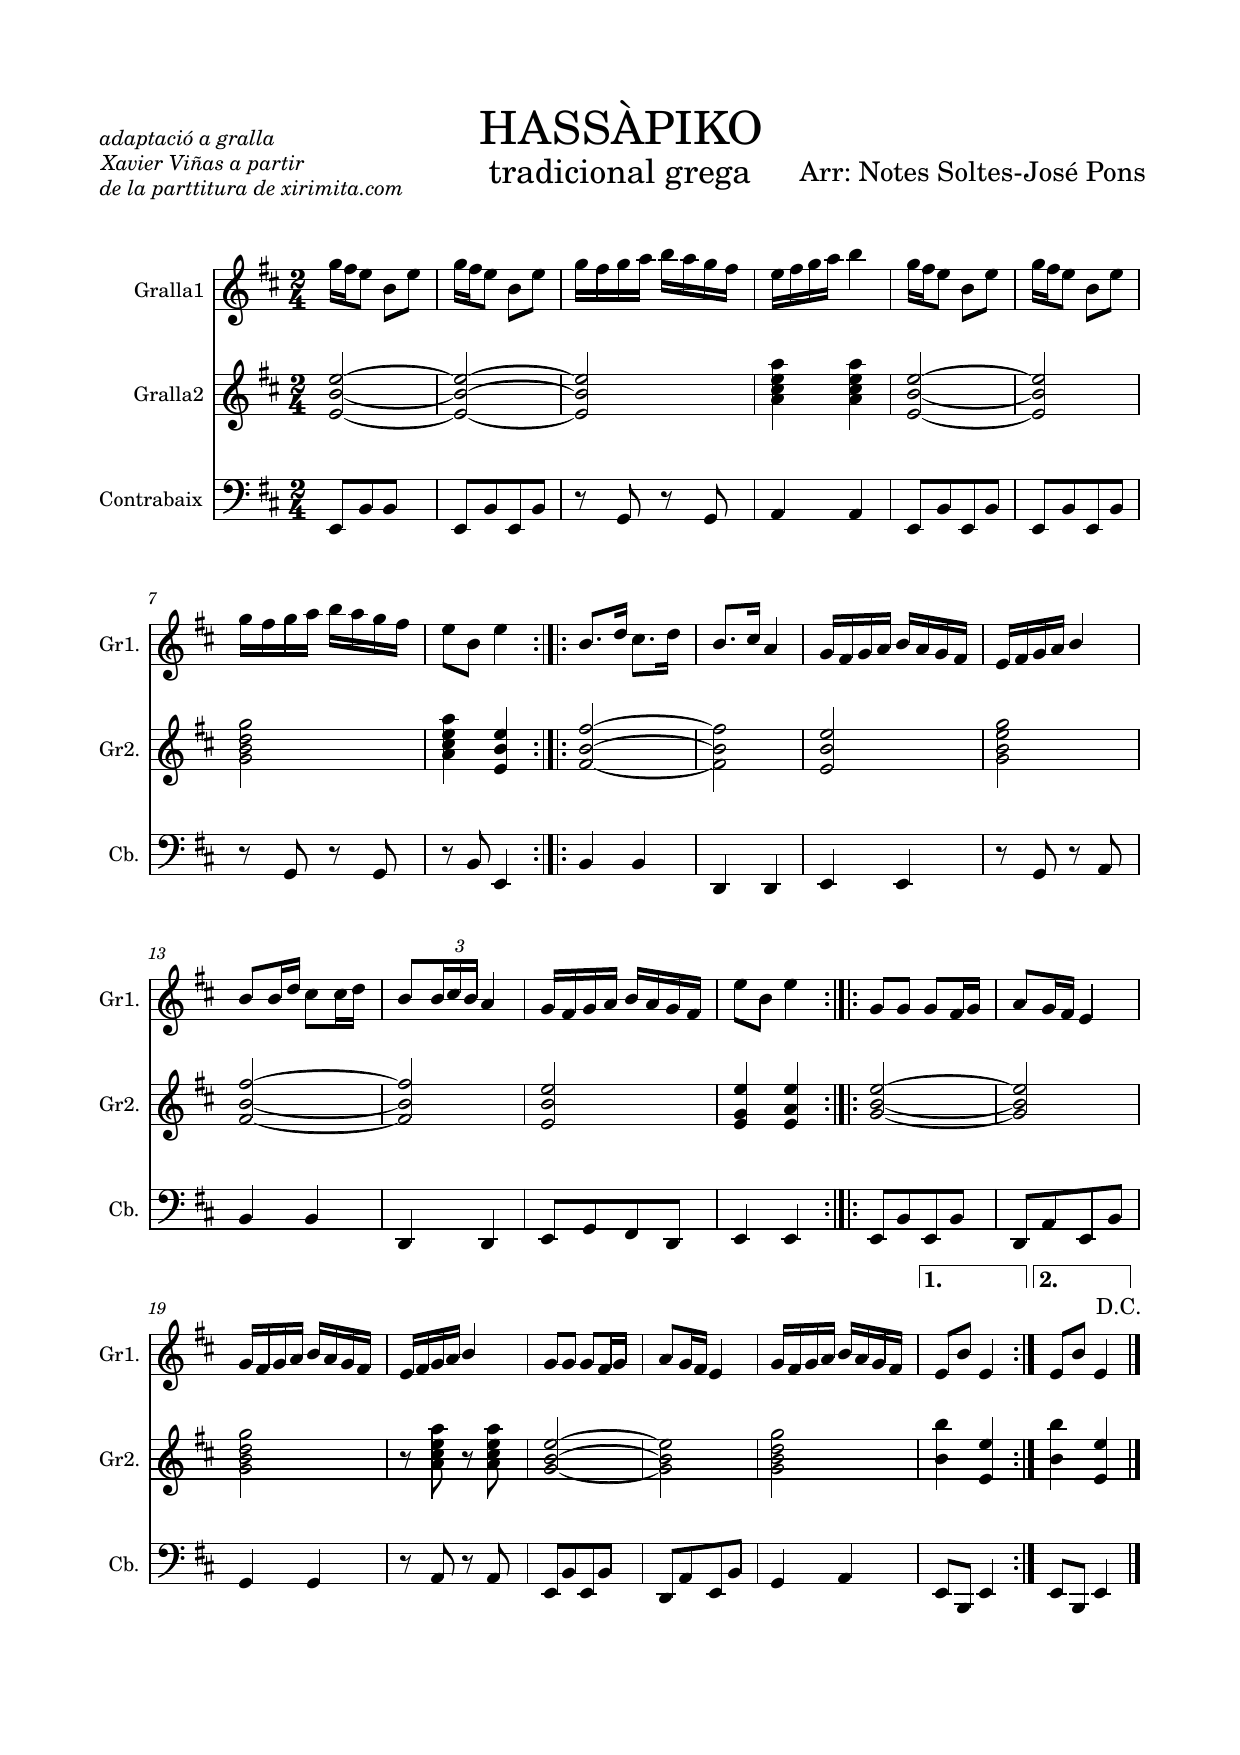 HASSÀPIKO
adaptació a gralla
Xavier Viñas a partir
de la parttitura de xirimita.com
tradicional grega
Arr: Notes Soltes-José Pons
Gralla1
Gralla2
Contrabaix
7
Gr1.
Gr2.
Cb.
13
3
Gr1.
Gr2.
Cb.
1. 2.
19
D.C.
Gr1.
Gr2.
Cb.